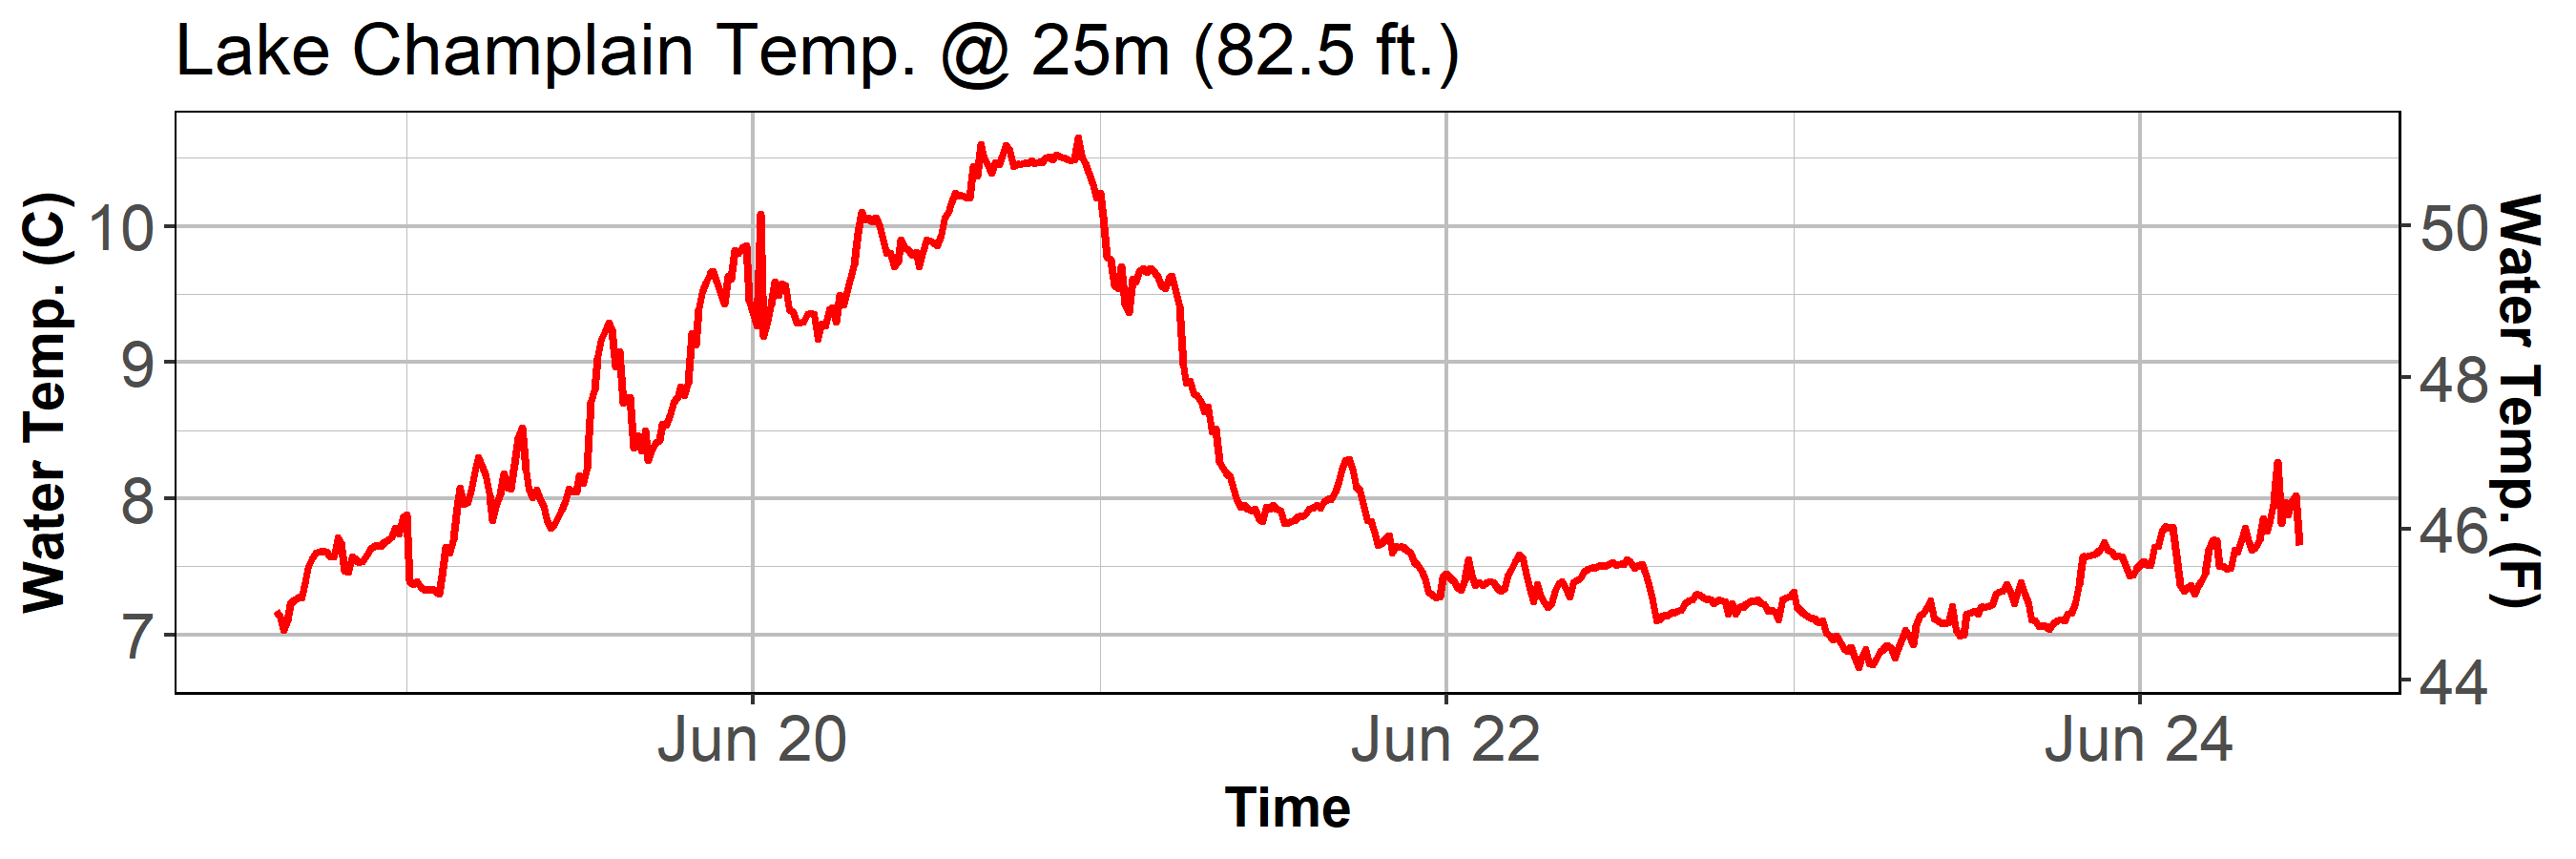 Lake Champlain Temp. @ 25m (82.5 ft.)
Water Temp. (C)
10
9
8
7
50
48
46
44
Water Temp. (F)
Jun 20
Jun 22
Jun 24
Time